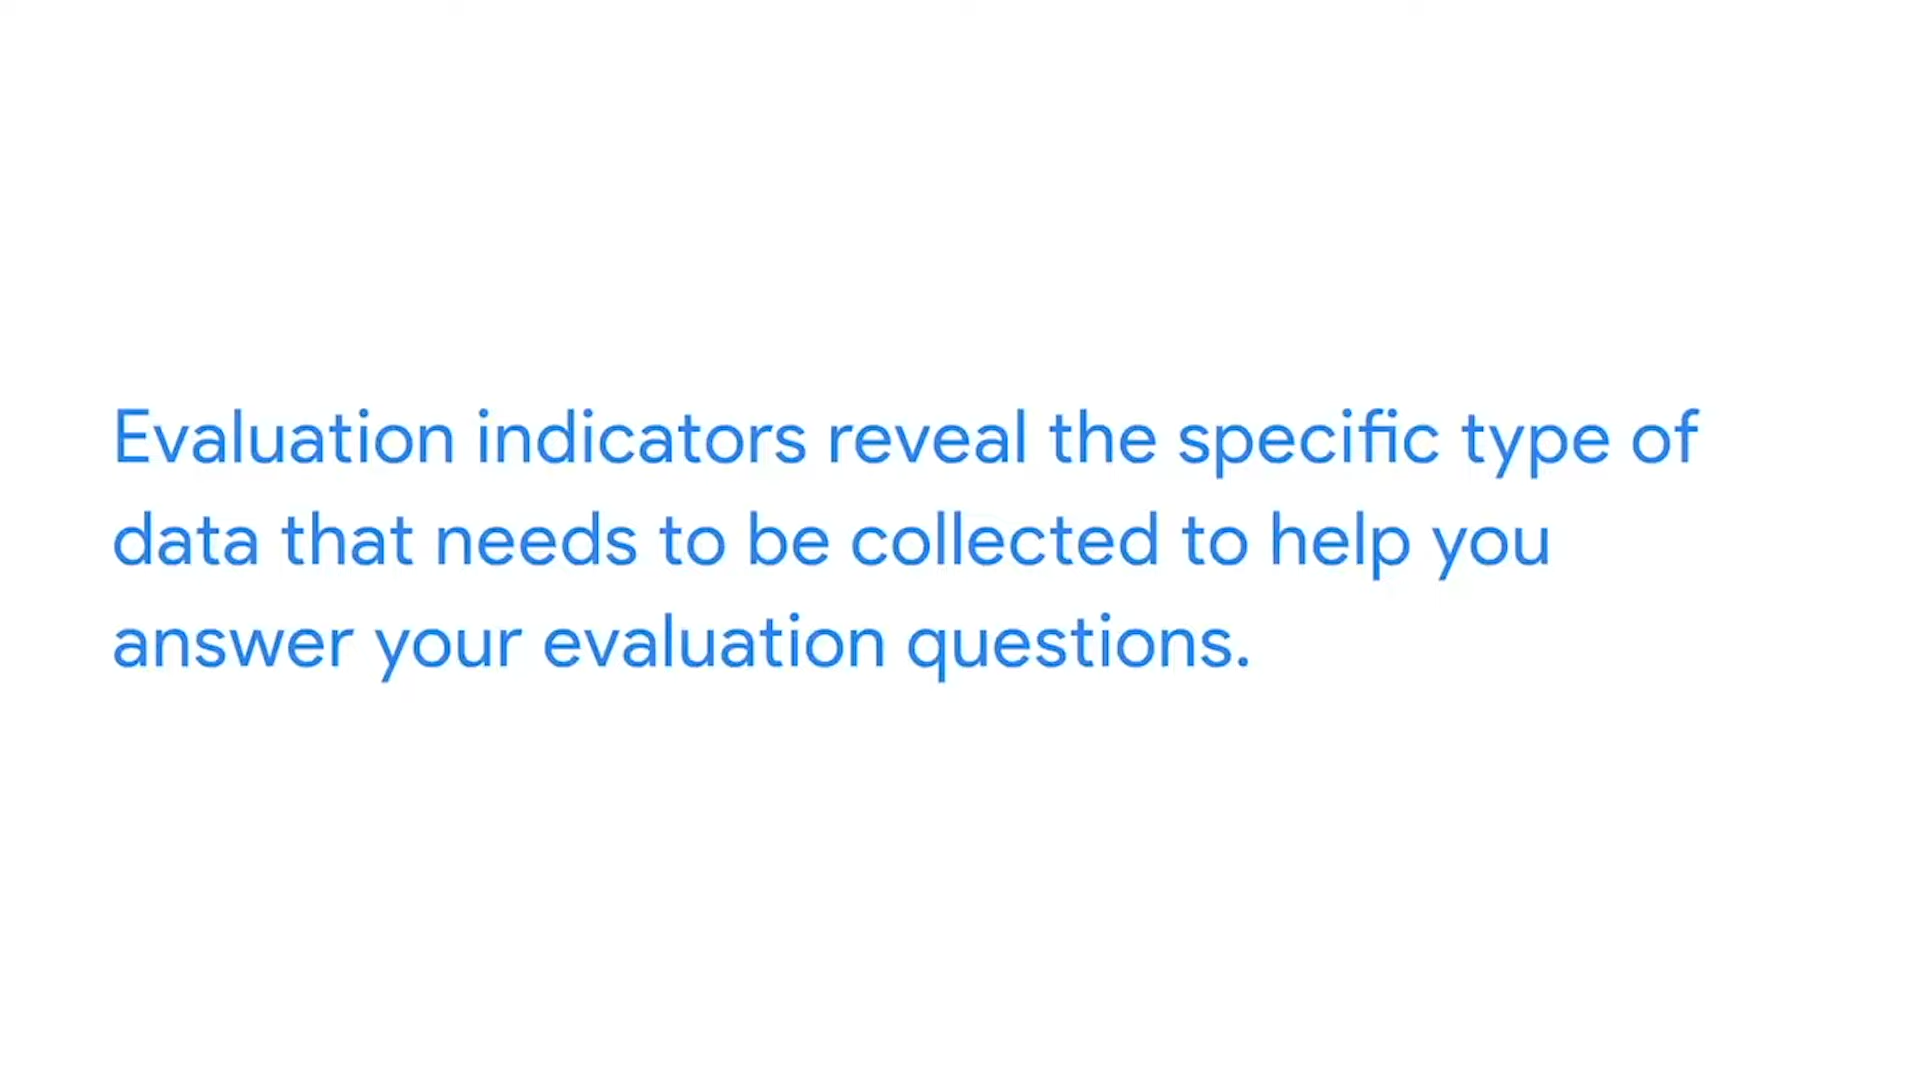 Evaluation indicators reveal the specific type of
data that needs to be collected to help you
answer your evaluation questions.